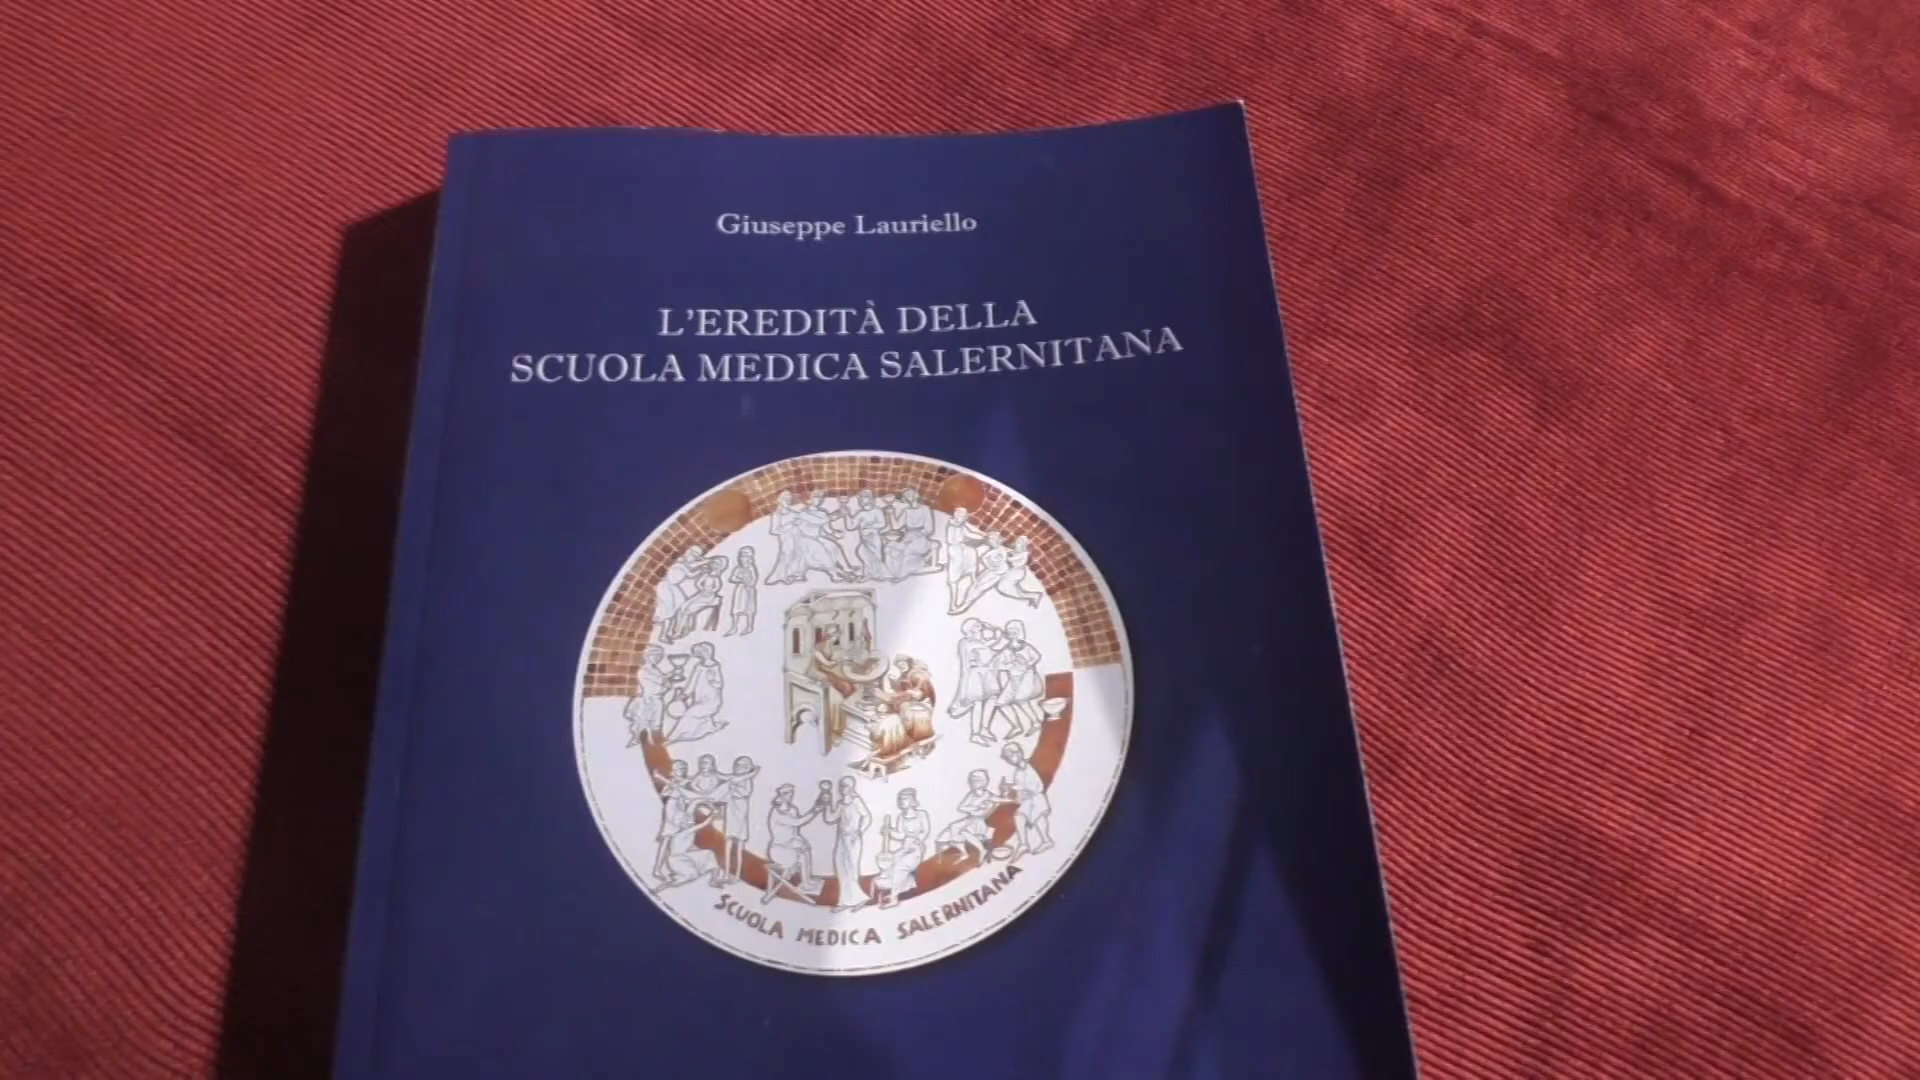 Giuseppe Lauriello
L'EREDITÀ DELLA
SCUOLA MEDICA SALERNITANA
SCUOLA MEDICA SALERNITANA